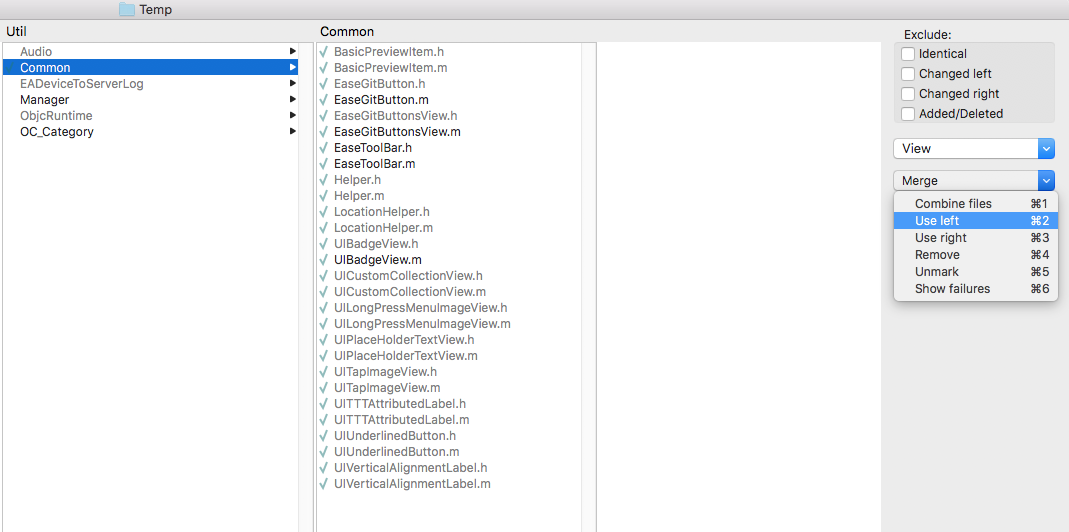 Temp
Util
Audio
Common
EADeviceToServerLog
Manager
ObjcRuntime
OC_Category
Common
BasicPreviewItem.h
BasicPreviewItem.m
EaseGitButton.h
EaseGitButton.m
EaseGitButtonsView.h
EaseGitButtonsView.m
EaseToolBar.h
EaseToolBar.m
Helper.h
Helper.m
LocationHelper.h
LocationHelper.m
UIBadgeView.h
UIBadgeView.m
UICustomCollectionView.h
UICustomCollectionView.m
UILongPressMenuImageView.h
UILongPressMenuImageView.m
UIPlaceHolderTextView.h
UIPlaceHolderTextView.m
UITapImageView.h
UITapImageView.m
UITTTAttributedLabel.h
UITTTAttributedLabel.m
UIUnderlinedButton.h
UIUnderlinedButton.m
UIVerticalAlignmentLabel.h
UIVerticalAlignmentLabel.m
Exclude:
Identical
Changed left
Changed right
Added/Deleted
View
Merge
Combine files ⌘1
Use left ⌘2
Use right ⌘3
Remove ⌘4
Unmark ⌘5
Show failures ⌘6